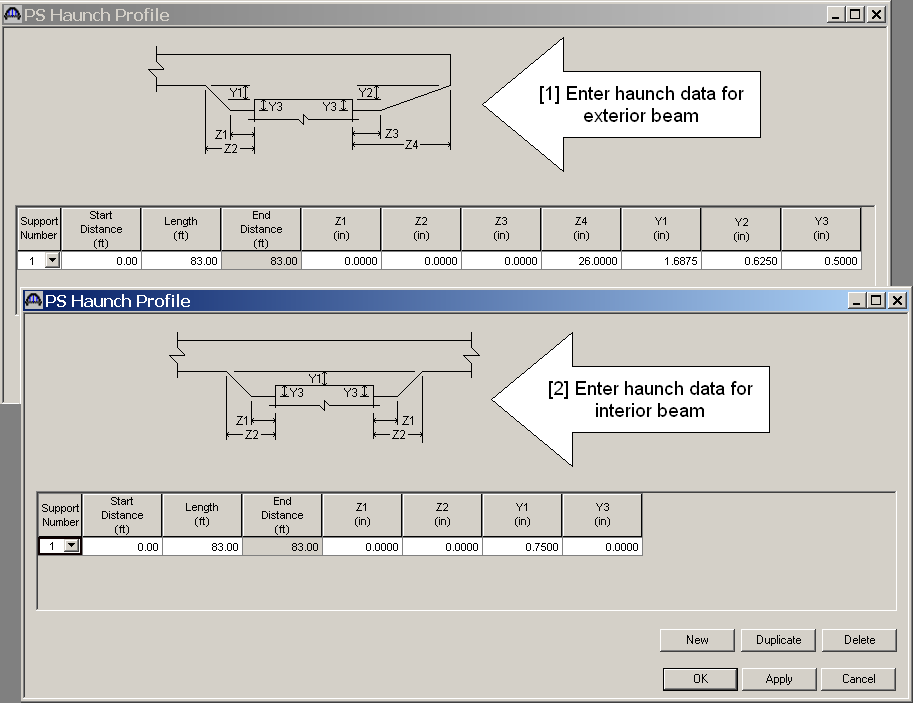 PS Haunch Profile
[1] Enter haunch data for
exterior beam
Y1 Y2
Y3 Y3
Z1 Z3
Z2 Z4
Support Number Start Distance (ft) Length (ft) End Distance (ft) Z1 (in) Z2 (in) Z3 (in) Z4 (in) Y1 (in) Y2 (in) Y3 (in)
1 0.00 83.00 83.00 0.0000 0.0000 0.0000 26.0000 1.6875 0.6250 0.5000
PS Haunch Profile
[2] Enter haunch data for
interior beam
Y1
Y3 Y3
Z1 Z1
Z2 Z2
Support Number Start Distance (ft) Length (ft) End Distance (ft) Z1 (in) Z2 (in) Y1 (in) Y3 (in)
1 0.00 83.00 83.00 0.0000 0.0000 0.7500 0.0000
New Duplicate Delete
OK Apply Cancel